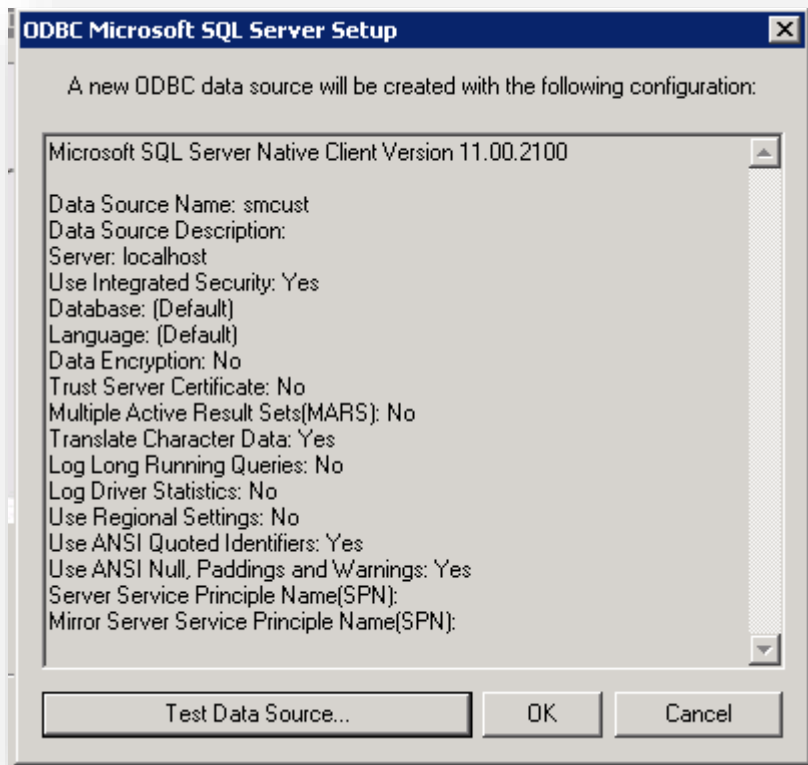 ODBC Microsoft SQL Server Setup
A new ODBC data source will be created with the following configuration:
Microsoft SQL Server Native Client Version 11.00.2100
Data Source Name: smcust
Data Source Description:
Server: localhost
Use Integrated Security: Yes
Database: (Default)
Language: (Default)
Data Encryption: No
Trust Server Certificate: No
Multiple Active Result Sets(MARS): No
Translate Character Data: Yes
Log Long Running Queries: No
Log Driver Statistics: No
Use Regional Settings: No
Use ANSI Quoted Identifiers: Yes
Use ANSI Null, Paddings and Warnings: Yes
Server Service Principle Name(SPN):
Mirror Server Service Principle Name(SPN):
Test Data Source... OK Cancel